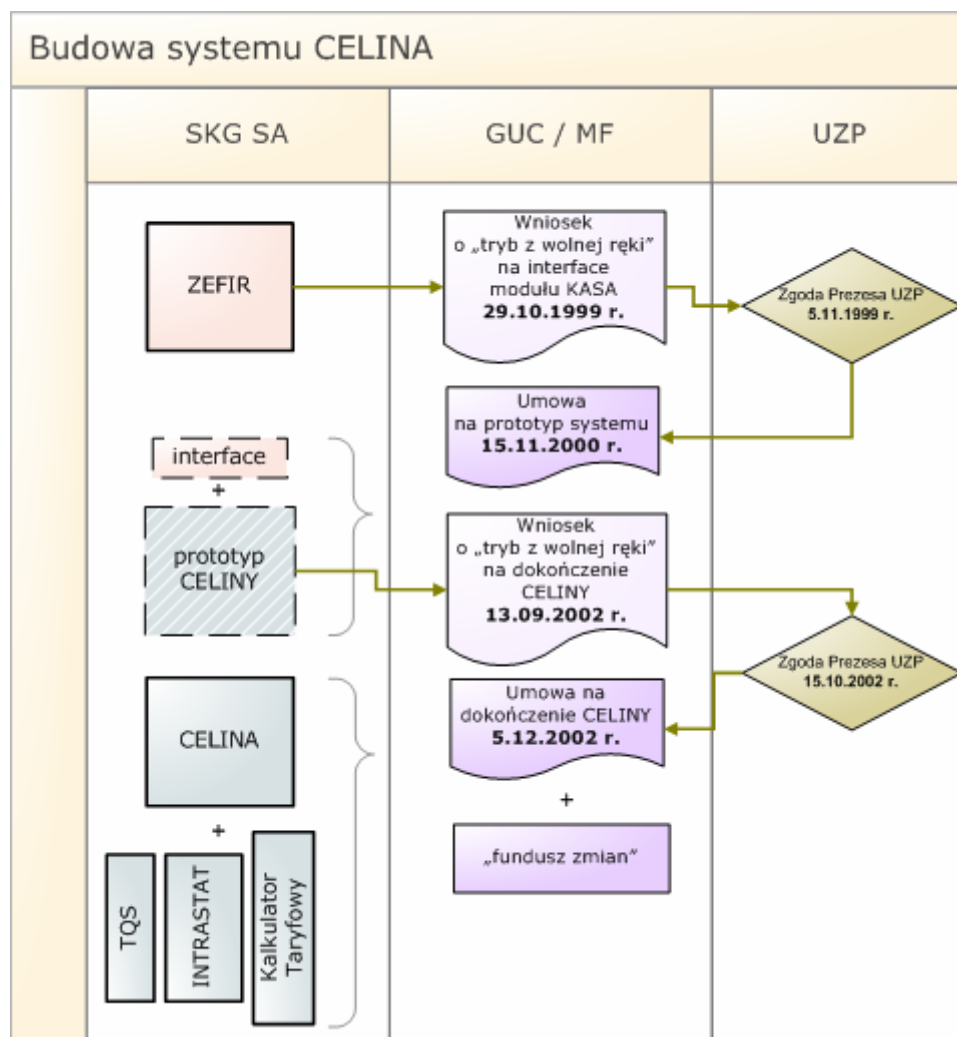 Budowa systemu CELINA
SKG SA
GUC / MF
UZP
ZEFIR
Wniosek
o „tryb z wolnej ręki”
na interface
modułu KASA
29.10.1999 r.
Zgoda Prezesa UZP
5.11.1999 r.
Umowa
na prototyp systemu
15.11.2000 r.
interface
+
prototyp
CELINY
Wniosek
o „tryb z wolnej ręki”
na dokończenie
CELINY
13.09.2002 r.
Zgoda Prezesa UZP
15.10.2002 r.
Umowa na
dokończenie CELINY
5.12.2002 r.
CELINA
+
„fundusz zmian”
+
TQS
INTRASTAT
Kalkulator
Taryfowy